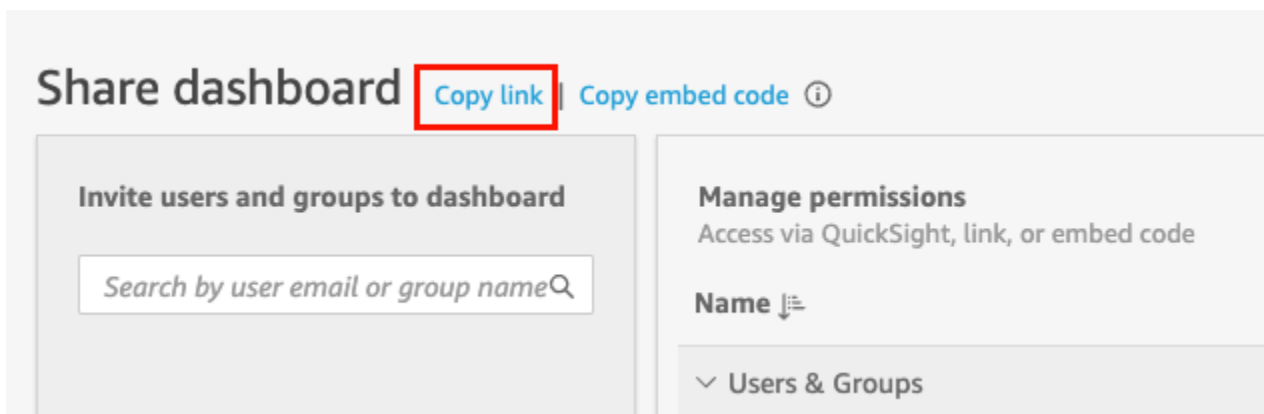 Share dashboard Copy link | Copy embed code
Invite users and groups to dashboard
Search by user email or group name
Manage permissions
Access via QuickSight, link, or embed code
Name
Users & Groups